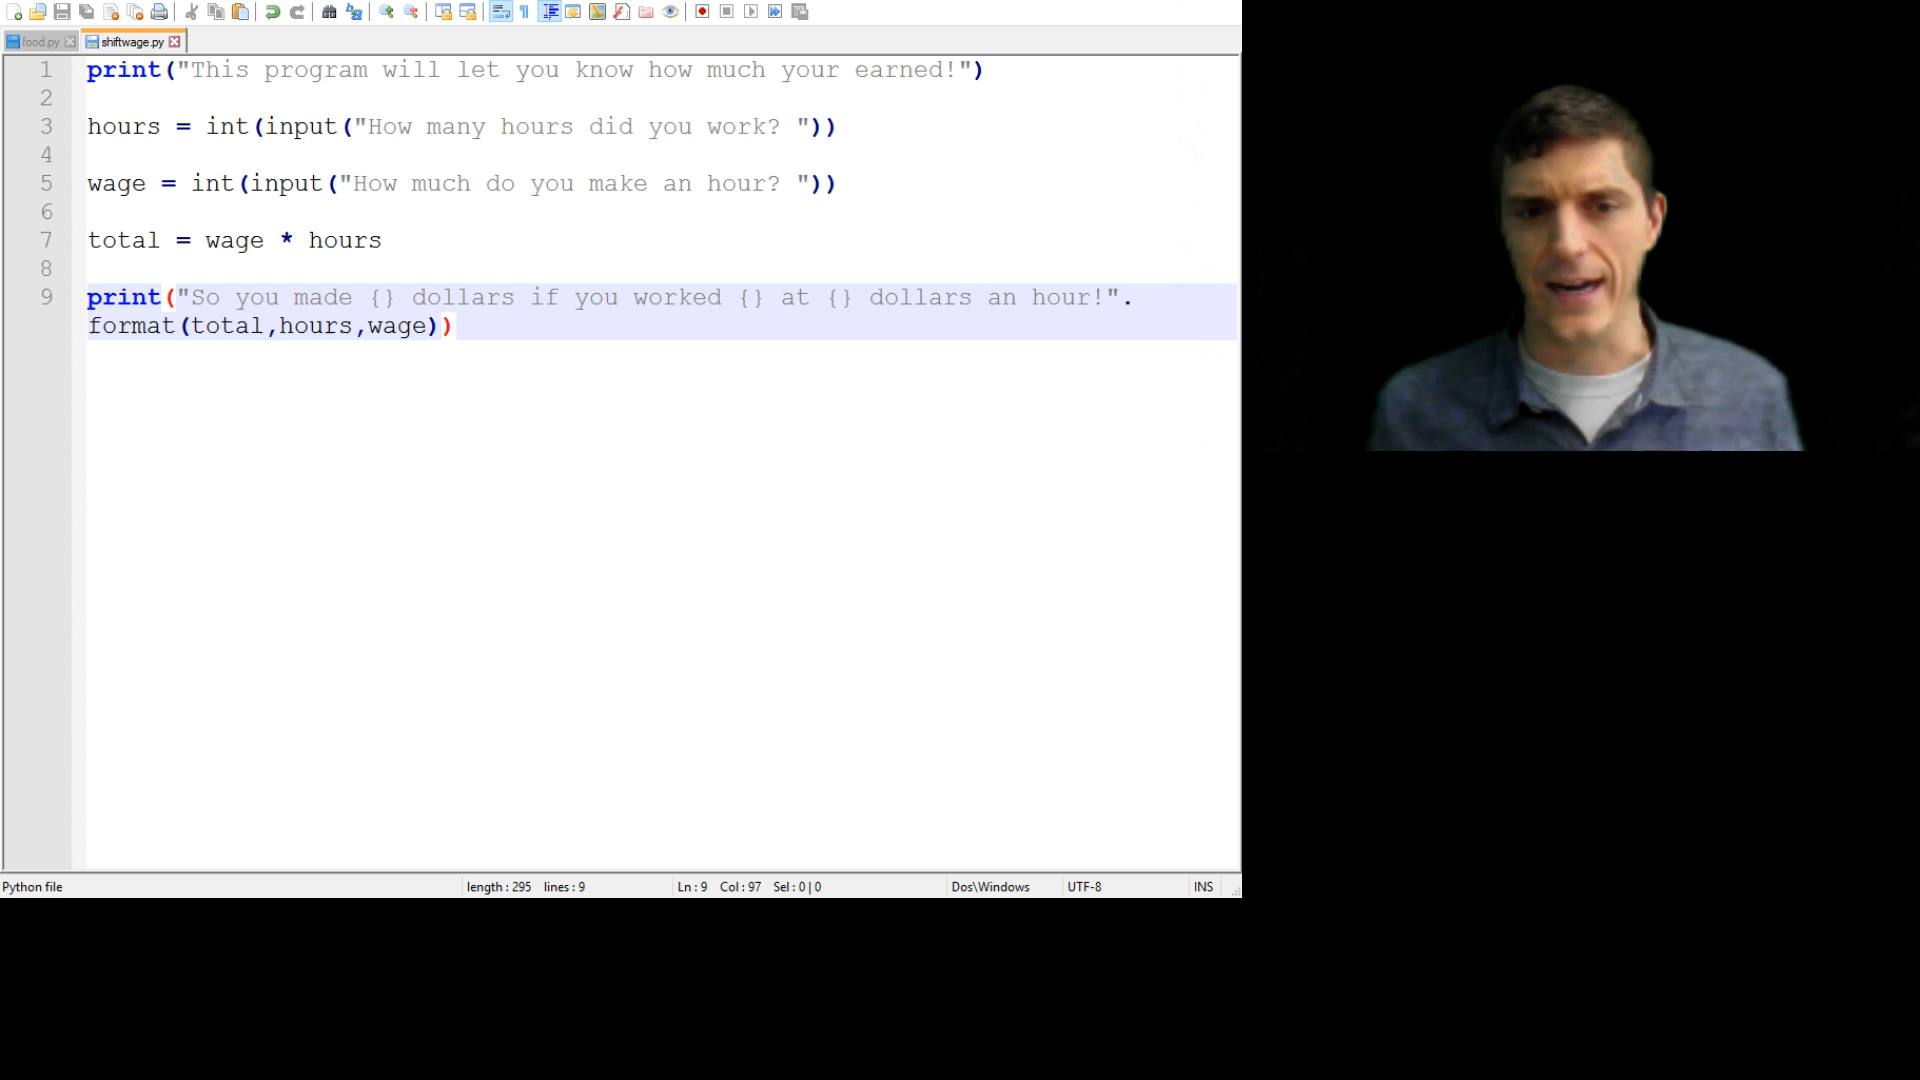 food.py shiftwage.py
1 print("This program will let you know how much your earned!")
2
3 hours = int(input("How many hours did you work? "))
4
5 wage = int(input("How much do you make an hour? "))
6
7 total = wage * hours
8
9 print("So you made {} dollars if you worked {} at {} dollars an hour!".
format(total,hours,wage))
Python file length : 295 lines : 9 Ln : 9 Col : 97 Sel : 0 | 0 Dos\Windows UTF-8 INS